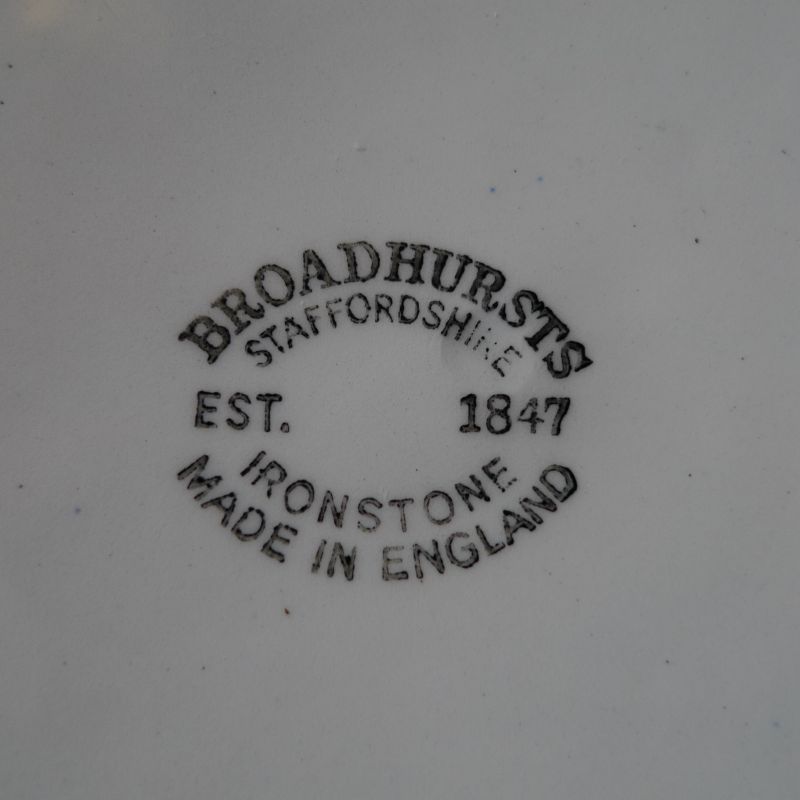 BROADHURSTS
STAFFORDSHIRE
EST. 1847
IRONSTONE
MADE IN ENGLAND